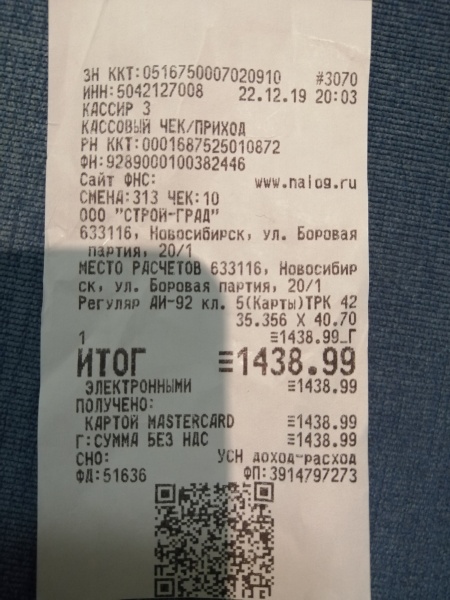 ЗН ККТ:0516750007020910 #3070
ИНН:5042127008 22.12.19 20:03
КАССИР 3
КАССОВЫЙ ЧЕК/ПРИХОД
РН ККТ:0001687525010872
ФН:9289000100382446
Сайт ФНС: www.nalog.ru
СМЕНА:313 ЧЕК:10
ООО "СТРОЙ-ГРАД"
633116, Новосибирск, ул. Боровая
партия, 20/1
МЕСТО РАСЧЕТОВ 633116, Новосибир
ск, ул. Боровая партия, 20/1
Регуляр АИ-92 кл. 5(Карты)ТРК 42
35.356 X 40.70
1 ≡1438.99_Г
ИТОГ ≡1438.99
ЭЛЕКТРОННЫМИ ≡1438.99
ПОЛУЧЕНО:
КАРТОЙ MASTERCARD ≡1438.99
Г:СУММА БЕЗ НДС ≡1438.99
СНО: УСН доход-расход
ФД:51636 ФП:3914797273